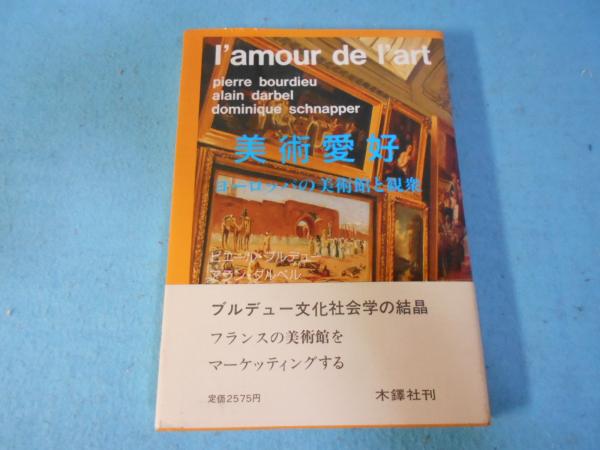 l'amour de l'art
pierre bourdieu
alain darbel
dominique schnapper
美術愛好
ヨーロッパの美術館と観衆
ピエール・ブルデュー
アラン・ダルベル
ブルデュー文化社会学の結晶
フランスの美術館を
マーケッティングする
定価2575円
木鐸社刊